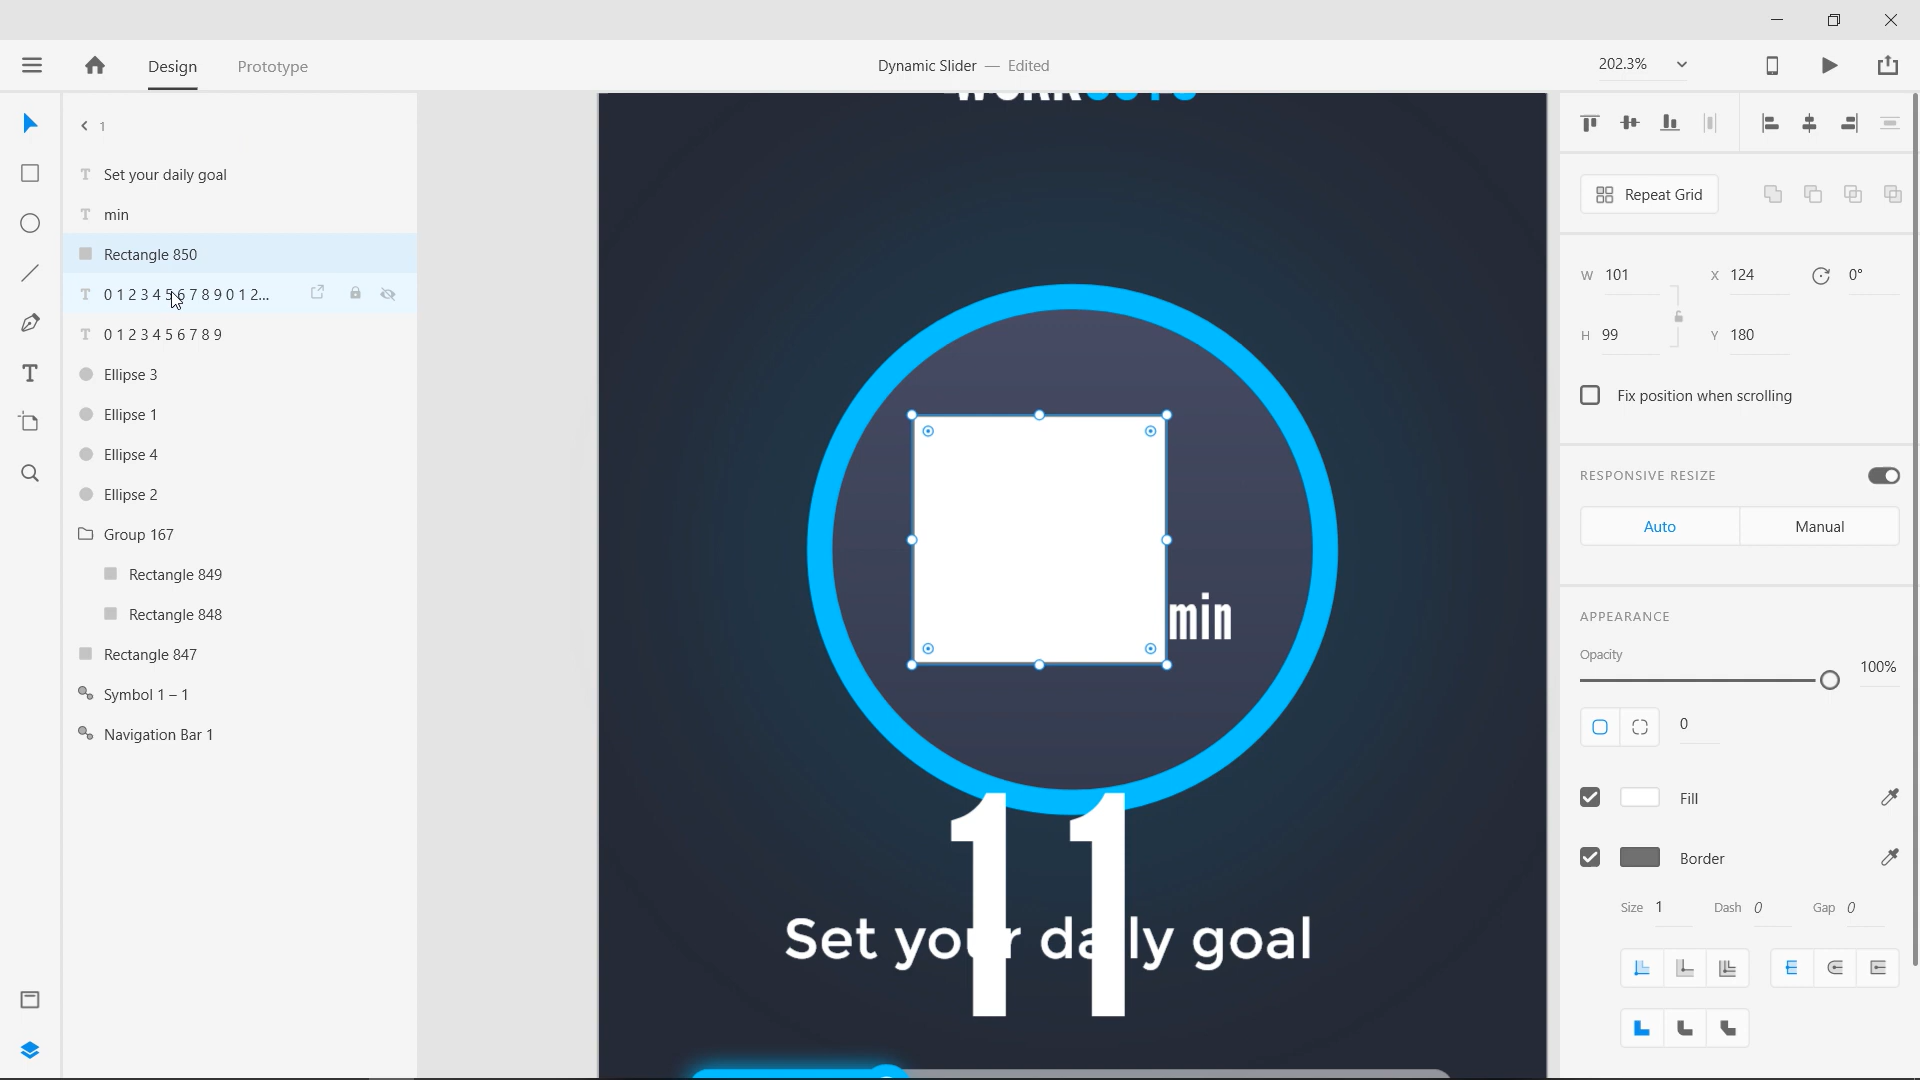 Design
Prototype
Dynamic Slider — Edited
202.3%
1
Set your daily goal
min
Rectangle 850
0 1 2 3 4 5 6 7 8 9 0 1 2...
0 1 2 3 4 5 6 7 8 9
Ellipse 3
Ellipse 1
Ellipse 4
Ellipse 2
Group 167
Rectangle 849
Rectangle 848
Rectangle 847
Symbol 1 – 1
Navigation Bar 1
min
1 1
Set your daily goal
Repeat Grid
W 101 X 124 0°
H 99 Y 180
Fix position when scrolling
RESPONSIVE RESIZE
Auto Manual
APPEARANCE
Opacity
100%
0
Fill
Border
Size 1 Dash 0 Gap 0